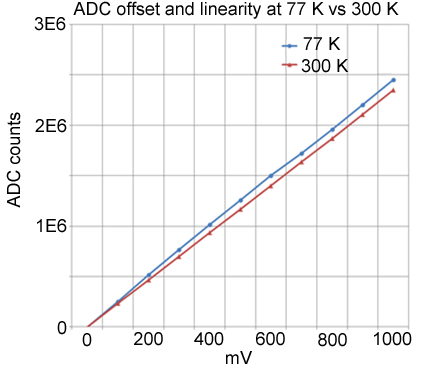 ADC offset and linearity at 77 K vs 300 K
3E6
77 K
300 K
2E6
ADC counts
1E6
0
0 200 400 600 800 1000
mV